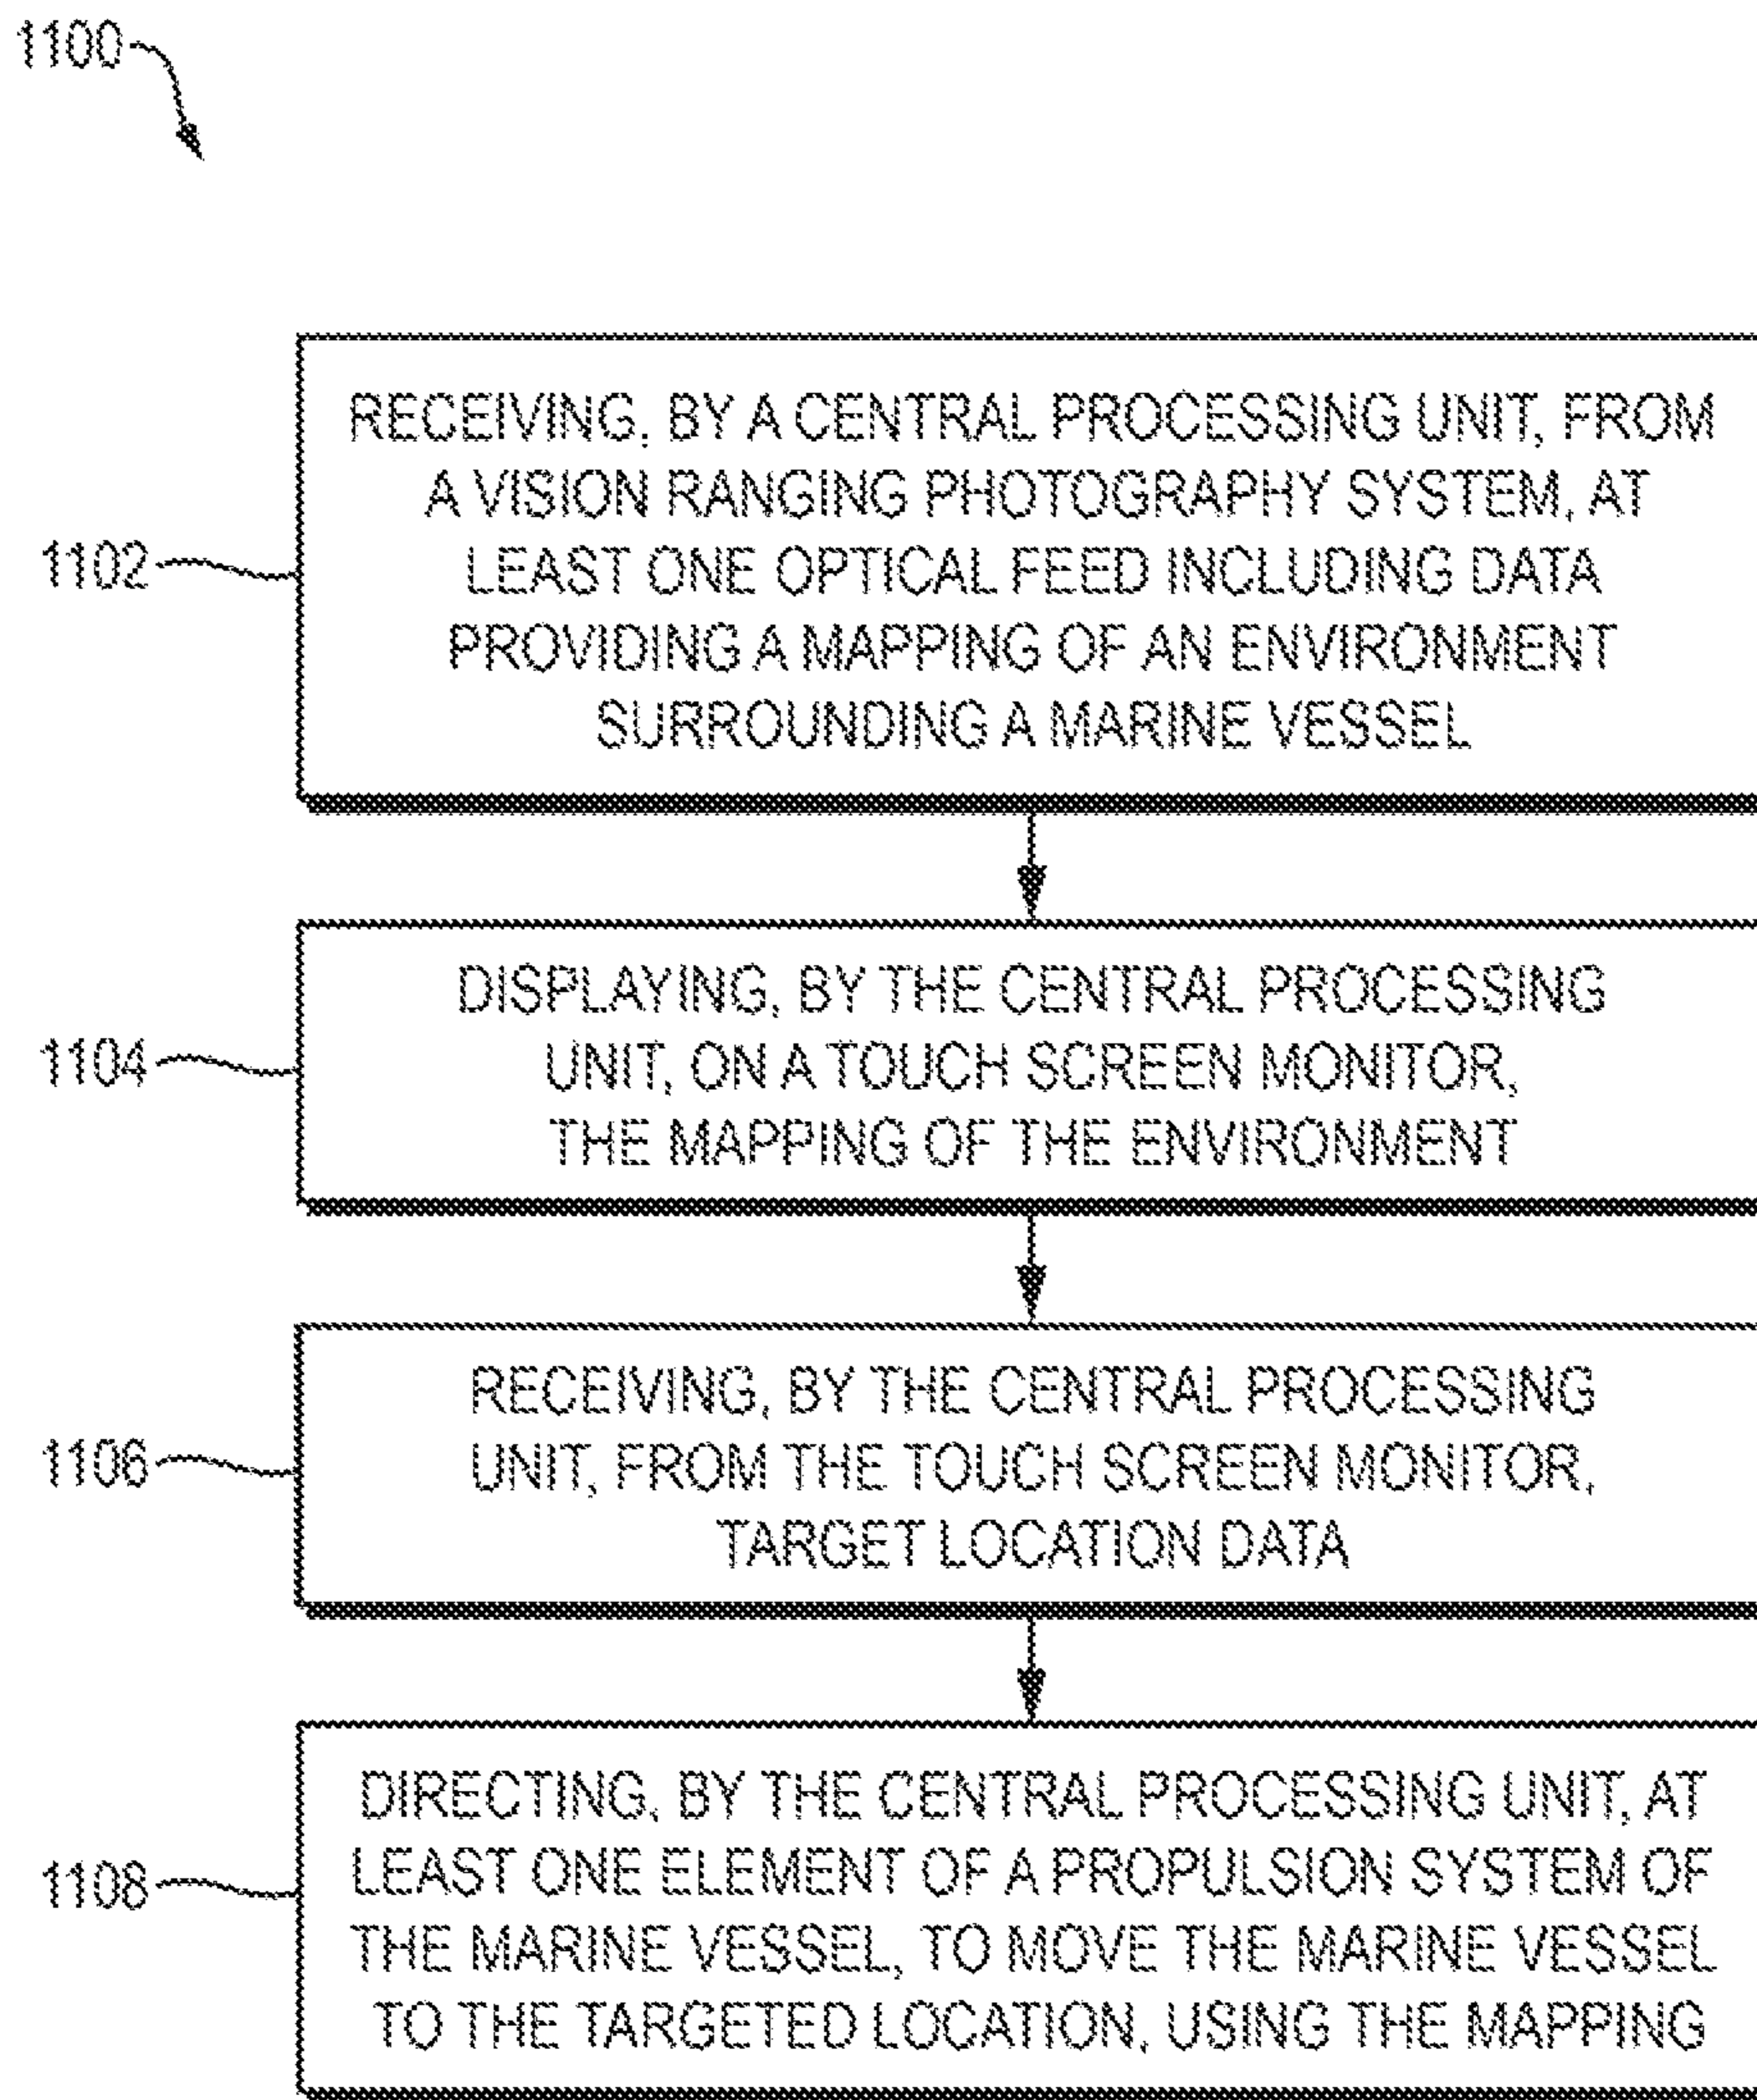 1100
RECEIVING, BY A CENTRAL PROCESSING UNIT, FROM
A VISION RANGING PHOTOGRAPHY SYSTEM, AT
1102
LEAST ONE OPTICAL FEED INCLUDING DATA
PROVIDING A MAPPING OF AN ENVIRONMENT
SURROUNDING A MARINE VESSEL
DISPLAYING, BY THE CENTRAL PROCESSING
1104
UNIT, ON A TOUCH SCREEN MONITOR,
THE MAPPING OF THE ENVIRONMENT
RECEIVING, BY THE CENTRAL PROCESSING
1106
UNIT, FROM THE TOUCH SCREEN MONITOR,
TARGET LOCATION DATA
DIRECTING, BY THE CENTRAL PROCESSING UNIT, AT
1108
LEAST ONE ELEMENT OF A PROPULSION SYSTEM OF
THE MARINE VESSEL, TO MOVE THE MARINE VESSEL
TO THE TARGETED LOCATION, USING THE MAPPING